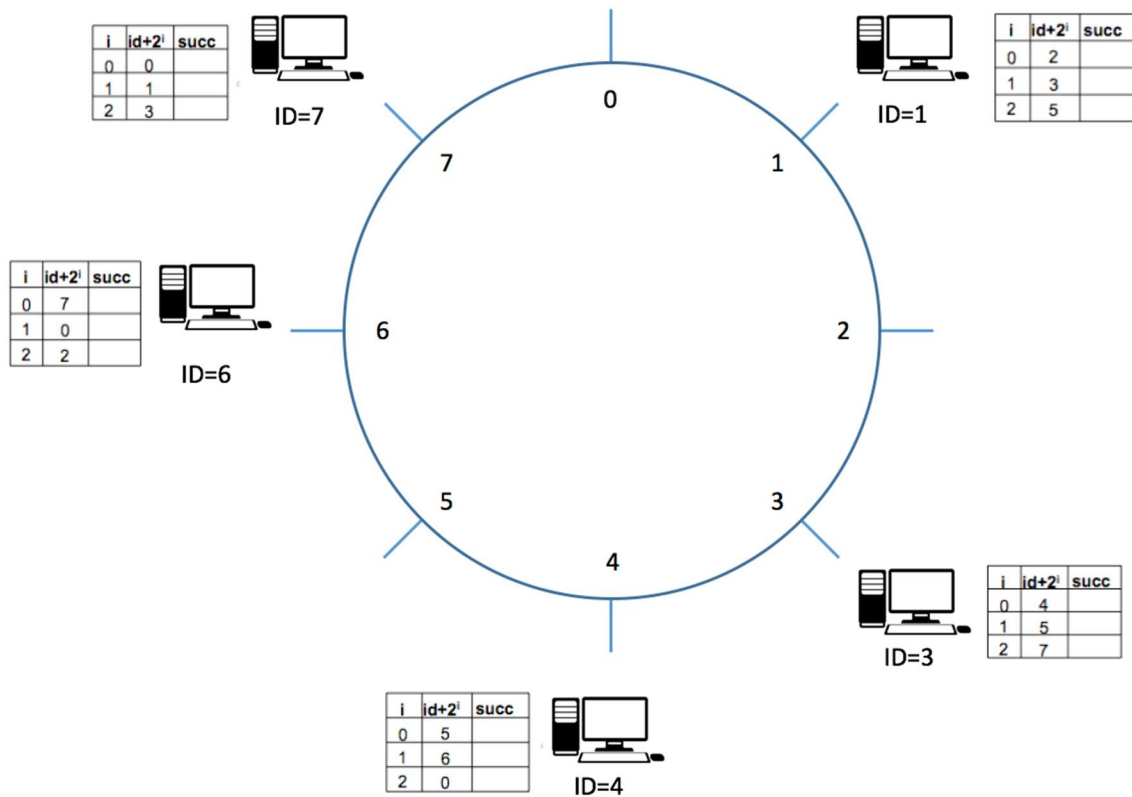 i id+2ⁱ succ
0 0
1 1
2 3
ID=7
i id+2ⁱ succ
0 2
1 3
2 5
ID=1
0
7
1
i id+2ⁱ succ
0 7
1 0
2 2
ID=6
6
2
5
3
4
i id+2ⁱ succ
0 4
1 5
2 7
ID=3
i id+2ⁱ succ
0 5
1 6
2 0
ID=4